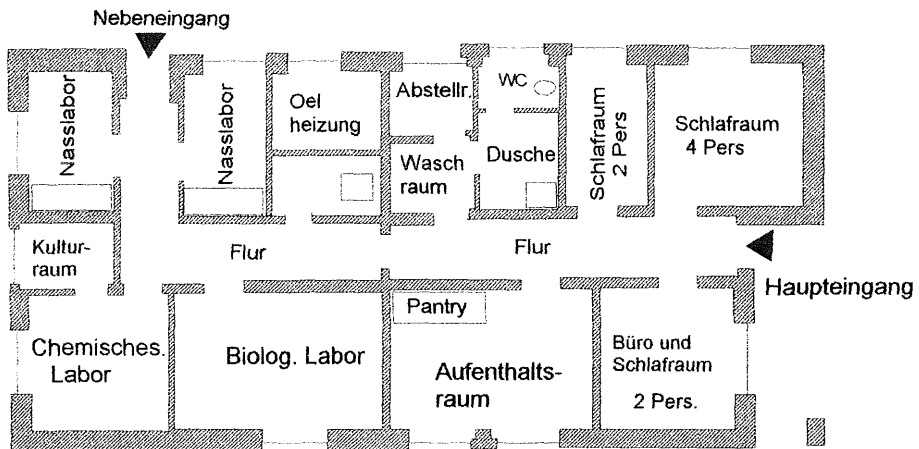 Nebeneingang
Nasslabor
Nasslabor
Oel
heizung
Abstellr.
WC
Schlafraum
2 Pers
Schlafraum
4 Pers
Wasch
raum
Dusche
Kultur-
raum
Flur
Flur
Haupteingang
Chemisches.
Labor
Biolog. Labor
Pantry
Aufenthalts-
raum
Büro und
Schlafraum
2 Pers.